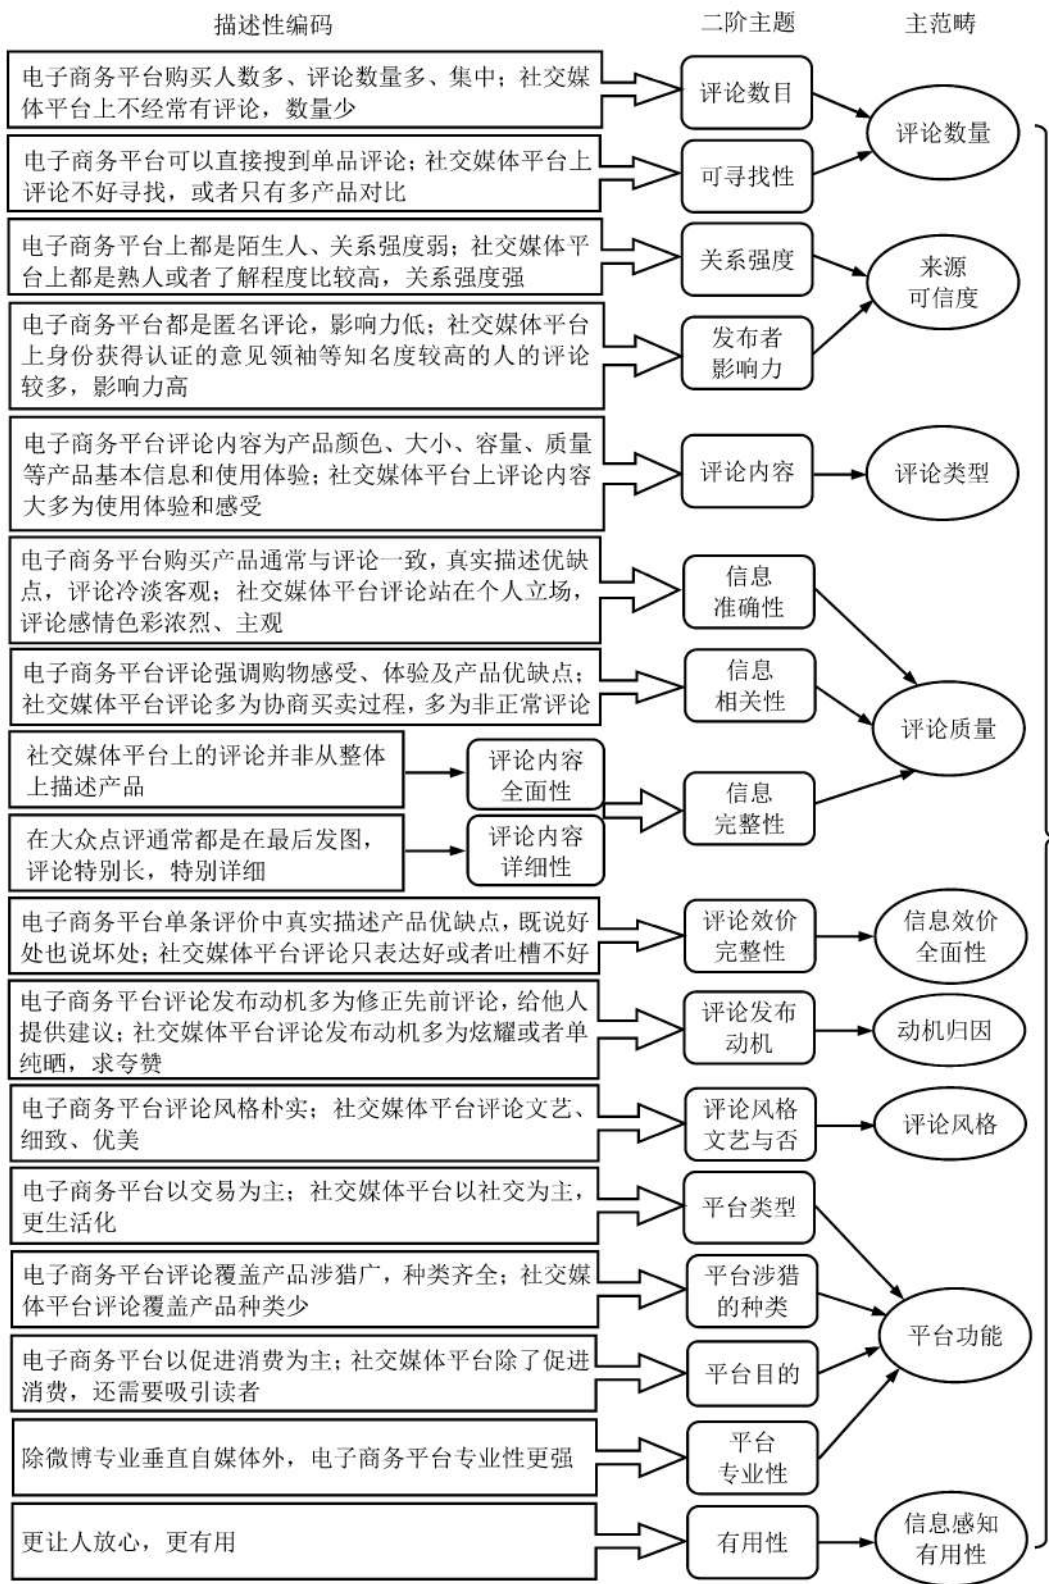 描述性编码
二阶主题
主范畴
电子商务平台购买人数多、评论数量多、集中；社交媒
体平台上不经常有评论，数量少
评论数目
评论数量
电子商务平台可以直接搜到单品评论；社交媒体平台上
评论不好寻找，或者只有多产品对比
可寻找性
电子商务平台上都是陌生人、关系强度弱；社交媒体平
台上都是熟人或者了解程度比较高，关系强度强
关系强度
来源
可信度
电子商务平台都是匿名评论，影响力低；社交媒体平台
上身份获得认证的意见领袖等知名度较高的人的评论
较多，影响力高
发布者
影响力
电子商务平台评论内容为产品颜色、大小、容量、质量
等产品基本信息和使用体验；社交媒体平台上评论内容
大多为使用体验和感受
评论内容
评论类型
电子商务平台购买产品通常与评论一致，真实描述优缺
点，评论冷淡客观；社交媒体平台评论站在个人立场，
评论感情色彩浓烈、主观
信息
准确性
电子商务平台评论强调购物感受、体验及产品优缺点；
社交媒体平台评论多为协商买卖过程，多为非正常评论
信息
相关性
评论质量
社交媒体平台上的评论并非从整体
上描述产品
评论内容
全面性
信息
完整性
在大众点评通常都是在最后发图，
评论特别长，特别详细
评论内容
详细性
电子商务平台单条评价中真实描述产品优缺点，既说好
处也说坏处；社交媒体平台评论只表达好或者吐槽不好
评论效价
完整性
信息效价
全面性
电子商务平台评论发布动机多为修正先前评论，给他人
提供建议；社交媒体平台评论发布动机多为炫耀或者单
纯晒，求夸赞
评论发布
动机
动机归因
电子商务平台评论风格朴实；社交媒体平台评论文艺、
细致、优美
评论风格
文艺与否
评论风格
电子商务平台以交易为主；社交媒体平台以社交为主，
更生活化
平台类型
电子商务平台评论覆盖产品涉猎广，种类齐全；社交媒
体平台评论覆盖产品种类少
平台涉猎
的种类
平台功能
电子商务平台以促进消费为主；社交媒体平台除了促进
消费，还需要吸引读者
平台目的
除微博专业垂直自媒体外，电子商务平台专业性更强
平台
专业性
更让人放心，更有用
有用性
信息感知
有用性